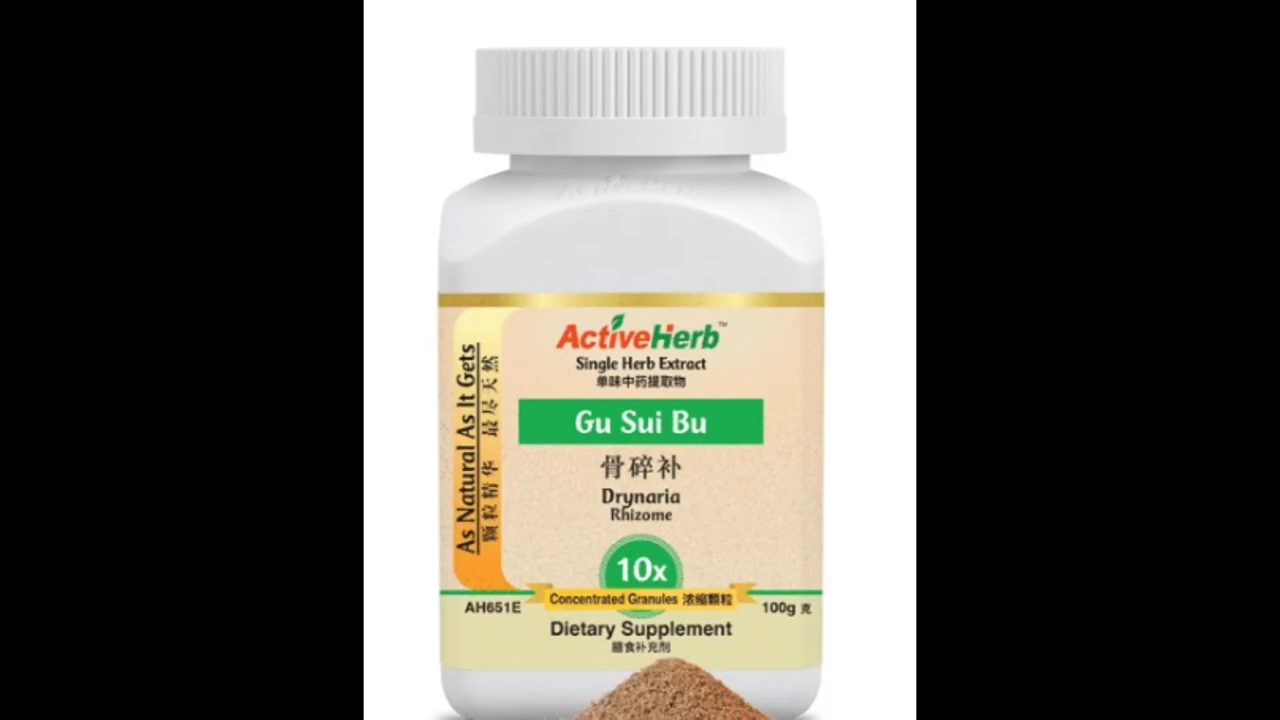 ActiveHerb™
Single Herb Extract
单味中药提取物
Gu Sui Bu
骨碎补
Drynaria
Rhizome
10x
Concentrated Granules 浓缩颗粒
AH651E
100g 克
Dietary Supplement
膳食补充剂
As Natural As It Gets
颗粒精华 最尽天然